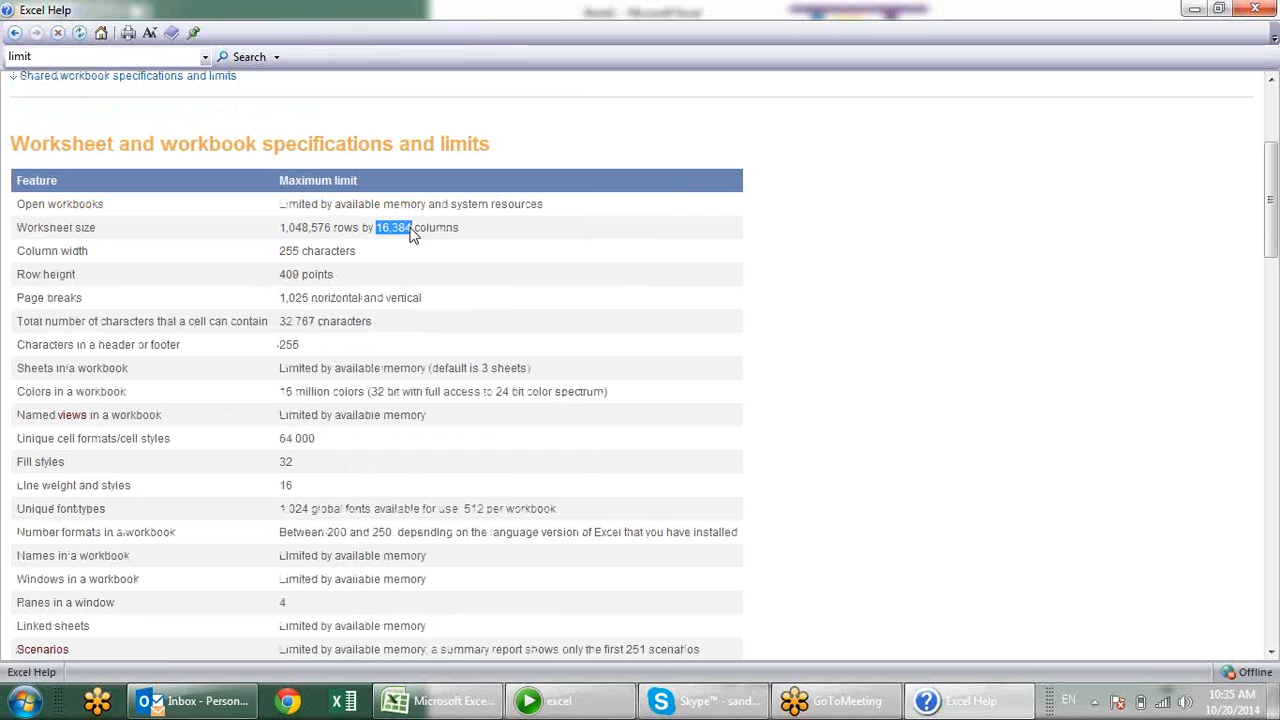 Excel Help
limit
Search
Shared workbook specifications and limits
Worksheet and workbook specifications and limits
Feature Maximum limit
Open workbooks Limited by available memory and system resources
Worksheet size 1,048,576 rows by 16,384 columns
Column width 255 characters
Row height 409 points
Page breaks 1,025 horizontal and vertical
Total number of characters that a cell can contain 32,767 characters
Characters in a header or footer 255
Sheets in a workbook Limited by available memory (default is 3 sheets)
Colors in a workbook 16 million colors (32 bit with full access to 24 bit color spectrum)
Named views in a workbook Limited by available memory
Unique cell formats/cell styles 64,000
Fill styles 32
Line weight and styles 16
Unique font types 1,024 global fonts available for use; 512 per workbook
Number formats in a workbook Between 200 and 250, depending on the language version of Excel that you have installed
Names in a workbook Limited by available memory
Windows in a workbook Limited by available memory
Panes in a window 4
Linked sheets Limited by available memory
Scenarios Limited by available memory; a summary report shows only the first 251 scenarios
Excel Help Offline
Inbox - Person... Microsoft Exce... excel Skype™ - sand... GoToMeeting Excel Help EN 10:35 AM
10/20/2014